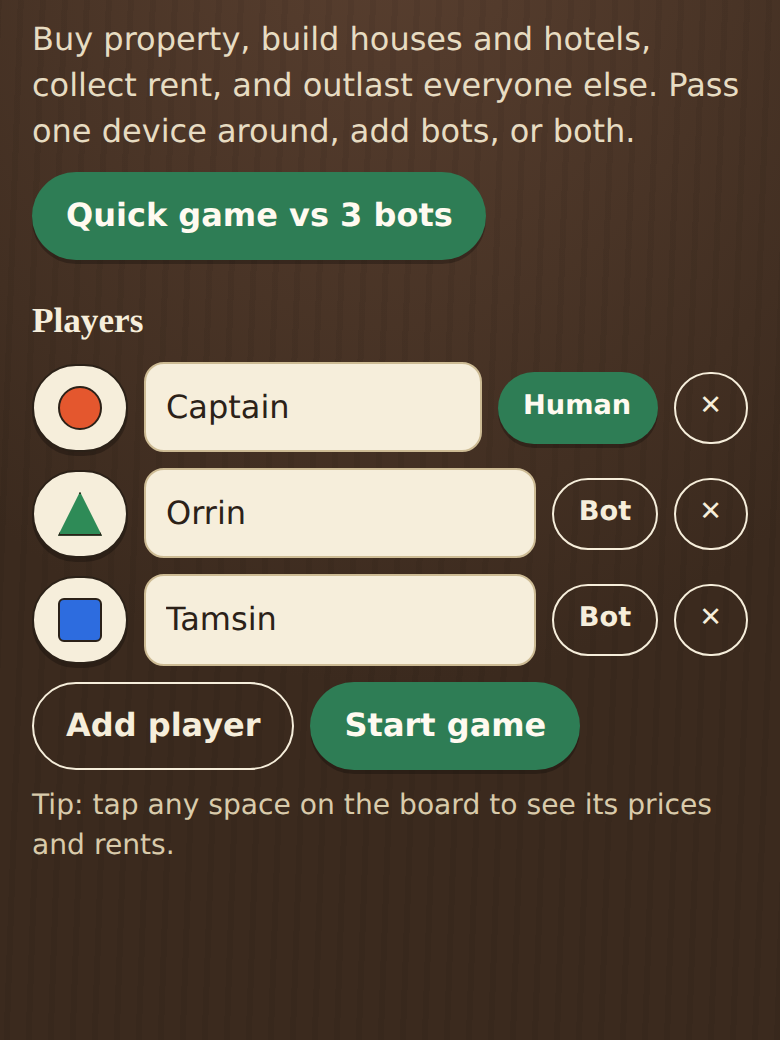 Buy property, build houses and hotels,
collect rent, and outlast everyone else. Pass
one device around, add bots, or both.
Quick game vs 3 bots
Players
Captain Human ✕
Orrin Bot ✕
Tamsin Bot ✕
Add player Start game
Tip: tap any space on the board to see its prices
and rents.